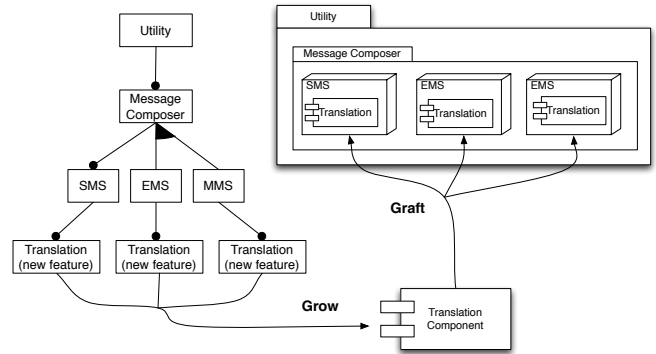 Utility
Message
Composer
SMS
EMS
MMS
Translation
(new feature)
Translation
(new feature)
Translation
(new feature)
Grow
Utility
Message Composer
SMS
Translation
EMS
Translation
EMS
Translation
Graft
Translation
Component